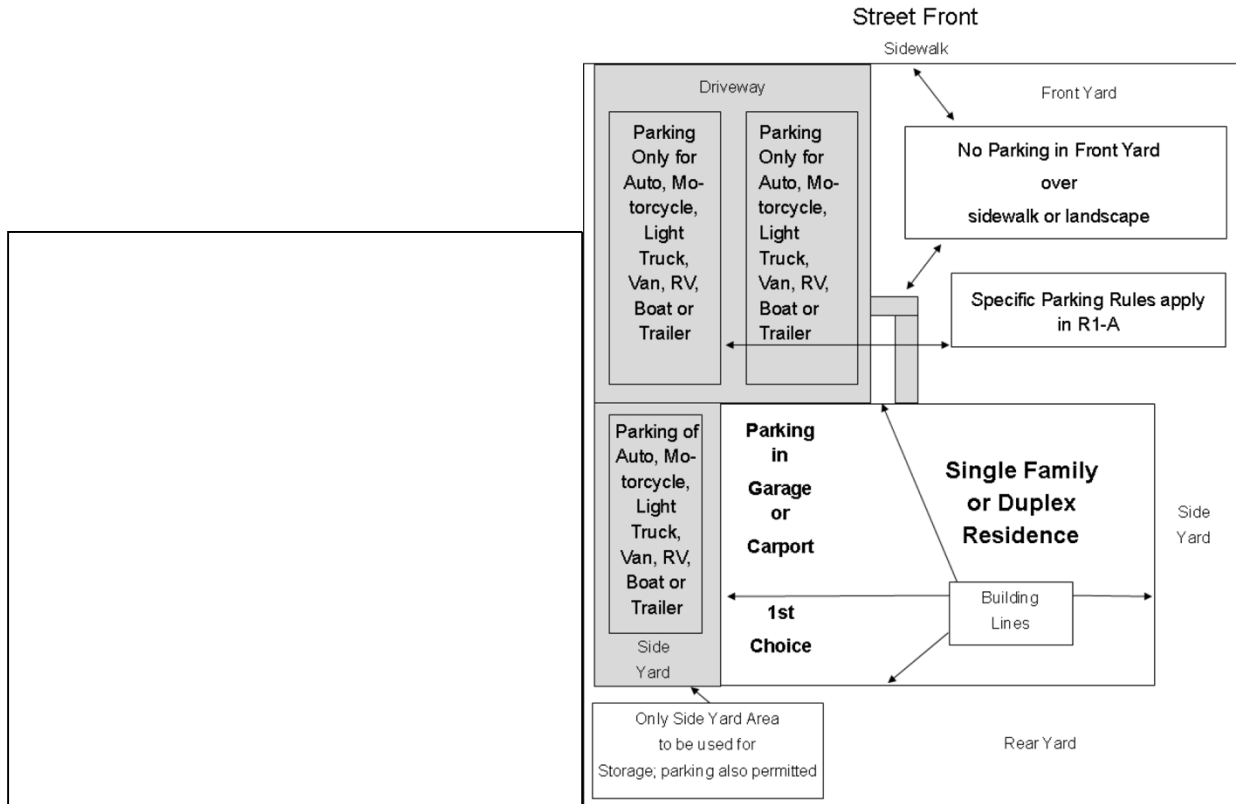 Street Front
Sidewalk
Driveway
Front Yard
Parking
Only for
Auto, Mo-
torcycle,
Light
Truck,
Van, RV,
Boat or
Trailer
Parking
Only for
Auto, Mo-
torcycle,
Light
Truck,
Van, RV,
Boat or
Trailer
No Parking in Front Yard
over
sidewalk or landscape
Specific Parking Rules apply
in R1-A
Parking of
Auto, Mo-
torcycle,
Light
Truck,
Van, RV,
Boat or
Trailer
Side
Yard
Parking
in
Garage
or
Carport
1st
Choice
Single Family
or Duplex
Residence
Side
Yard
Building
Lines
Only Side Yard Area
to be used for
Storage; parking also permitted
Rear Yard